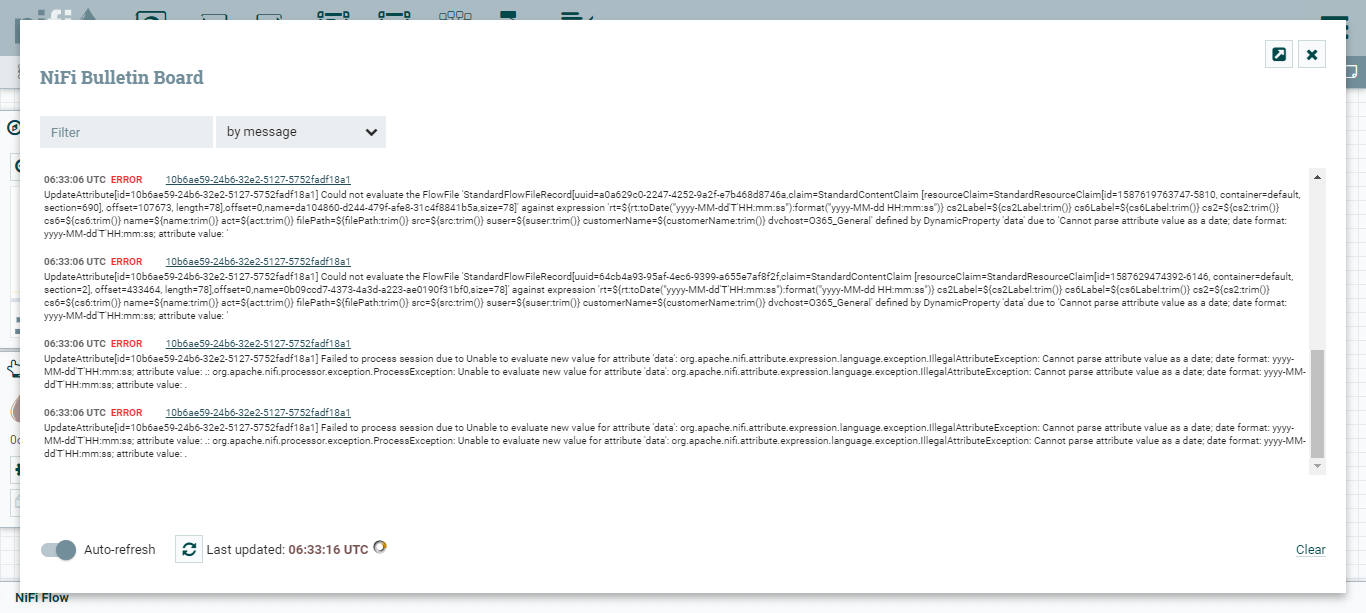 NiFi Bulletin Board
Filter
by message
06:33:06 UTC ERROR 10b6ae59-24b6-32e2-5127-5752fadf18a1
UpdateAttribute[id=10b6ae59-24b6-32e2-5127-5752fadf18a1] Could not evaluate the FlowFile 'StandardFlowFileRecord[uuid=a0a629c0-2247-4252-9a2f-e7b468d8746a,claim=StandardContentClaim [resourceClaim=StandardResourceClaim[id=1587619763747-5810, container=default,
section=690], offset=107673, length=78],offset=0,name=da104860-d244-479f-afe8-31c4f8841b5a,size=78]' against expression 'rt=${rt:toDate("yyyy-MM-dd'T'HH:mm:ss"):format("yyyy-MM-dd HH:mm:ss")} cs2Label=${cs2Label:trim()} cs6Label=${cs6Label:trim()} cs2=${cs2:trim()}
cs6=${cs6:trim()} name=${name:trim()} act=${act:trim()} filePath=${filePath:trim()} src=${src:trim()} suser=${suser:trim()} customerName=${customerName:trim()} dvchost=O365_General' defined by DynamicProperty 'data' due to 'Cannot parse attribute value as a date; date format:
yyyy-MM-dd'T'HH:mm:ss; attribute value: '
06:33:06 UTC ERROR 10b6ae59-24b6-32e2-5127-5752fadf18a1
UpdateAttribute[id=10b6ae59-24b6-32e2-5127-5752fadf18a1] Could not evaluate the FlowFile 'StandardFlowFileRecord[uuid=64cb4a93-95af-4ec6-9399-a655e7af8f2f,claim=StandardContentClaim [resourceClaim=StandardResourceClaim[id=1587629474392-6146, container=default,
section=2], offset=433464, length=78],offset=0,name=0b09ccd7-4373-4a3d-a223-ae0190f31bf0,size=78]' against expression 'rt=${rt:toDate("yyyy-MM-dd'T'HH:mm:ss"):format("yyyy-MM-dd HH:mm:ss")} cs2Label=${cs2Label:trim()} cs6Label=${cs6Label:trim()} cs2=${cs2:trim()}
cs6=${cs6:trim()} name=${name:trim()} act=${act:trim()} filePath=${filePath:trim()} src=${src:trim()} suser=${suser:trim()} customerName=${customerName:trim()} dvchost=O365_General' defined by DynamicProperty 'data' due to 'Cannot parse attribute value as a date; date format:
yyyy-MM-dd'T'HH:mm:ss; attribute value: '
06:33:06 UTC ERROR 10b6ae59-24b6-32e2-5127-5752fadf18a1
UpdateAttribute[id=10b6ae59-24b6-32e2-5127-5752fadf18a1] Failed to process session due to Unable to evaluate new value for attribute 'data': org.apache.nifi.attribute.expression.language.exception.IllegalAttributeException: Cannot parse attribute value as a date; date format: yyyy-
MM-dd'T'HH:mm:ss; attribute value: .: org.apache.nifi.processor.exception.ProcessException: Unable to evaluate new value for attribute 'data': org.apache.nifi.attribute.expression.language.exception.IllegalAttributeException: Cannot parse attribute value as a date; date format: yyyy-MM-
dd'T'HH:mm:ss; attribute value: .
06:33:06 UTC ERROR 10b6ae59-24b6-32e2-5127-5752fadf18a1
UpdateAttribute[id=10b6ae59-24b6-32e2-5127-5752fadf18a1] Failed to process session due to Unable to evaluate new value for attribute 'data': org.apache.nifi.attribute.expression.language.exception.IllegalAttributeException: Cannot parse attribute value as a date; date format: yyyy-
MM-dd'T'HH:mm:ss; attribute value: .: org.apache.nifi.processor.exception.ProcessException: Unable to evaluate new value for attribute 'data': org.apache.nifi.attribute.expression.language.exception.IllegalAttributeException: Cannot parse attribute value as a date; date format: yyyy-MM-
dd'T'HH:mm:ss; attribute value: .
Auto-refresh
Last updated: 06:33:16 UTC
Clear
NiFi Flow